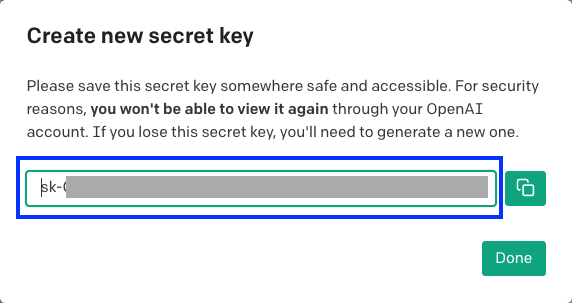 Create new secret key
Please save this secret key somewhere safe and accessible. For security
reasons, you won't be able to view it again through your OpenAI
account. If you lose this secret key, you'll need to generate a new one.
sk-
Done